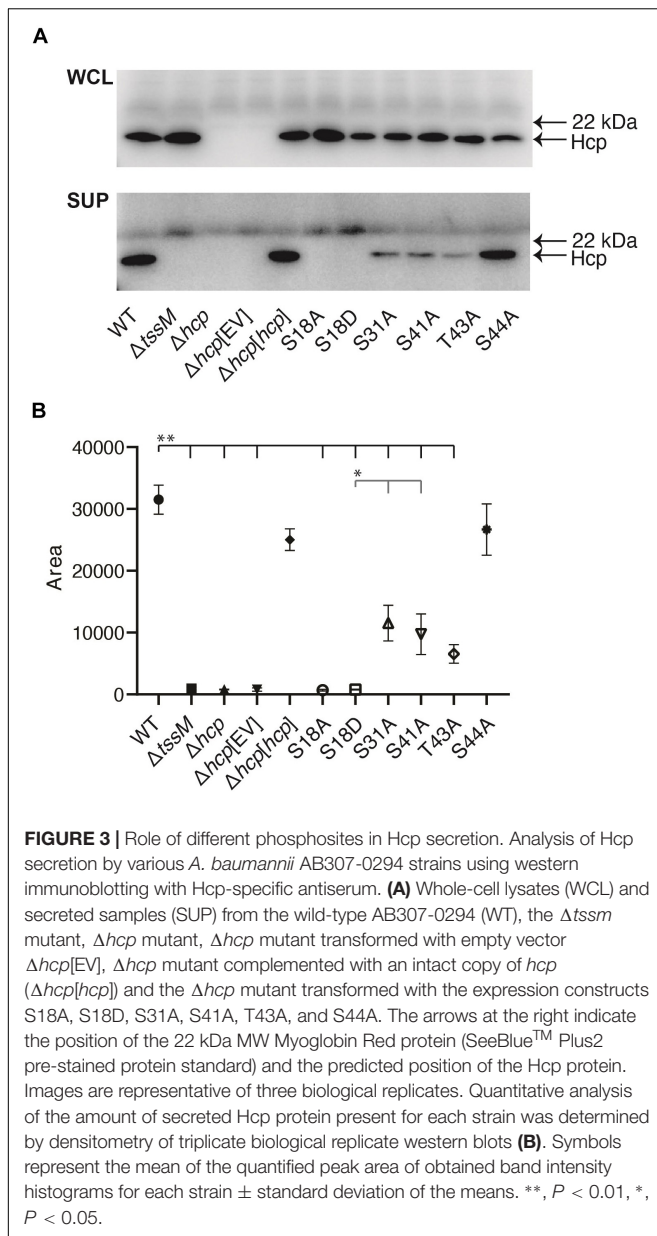 A
WCL
22 kDa
Hcp
SUP
22 kDa
Hcp
WT
ΔtssM
Δhcp
Δhcp[EV]
Δhcp[hcp]
S18A
S18D
S31A
S41A
T43A
S44A
B
**
*
40000
30000
20000
10000
0
Area
WT
ΔtssM
Δhcp
Δhcp[EV]
Δhcp[hcp]
S18A
S18D
S31A
S41A
T43A
S44A
FIGURE 3 | Role of different phosphosites in Hcp secretion. Analysis of Hcp
secretion by various A. baumannii AB307-0294 strains using western
immunoblotting with Hcp-specific antiserum. (A) Whole-cell lysates (WCL) and
secreted samples (SUP) from the wild-type AB307-0294 (WT), the Δtssm
mutant, Δhcp mutant, Δhcp mutant transformed with empty vector
Δhcp[EV], Δhcp mutant complemented with an intact copy of hcp
(Δhcp[hcp]) and the Δhcp mutant transformed with the expression constructs
S18A, S18D, S31A, S41A, T43A, and S44A. The arrows at the right indicate
the position of the 22 kDa MW Myoglobin Red protein (SeeBlue™ Plus2
pre-stained protein standard) and the predicted position of the Hcp protein.
Images are representative of three biological replicates. Quantitative analysis
of the amount of secreted Hcp protein present for each strain was determined
by densitometry of triplicate biological replicate western blots (B). Symbols
represent the mean of the quantified peak area of obtained band intensity
histograms for each strain ± standard deviation of the means. **, P < 0.01, *,
P < 0.05.